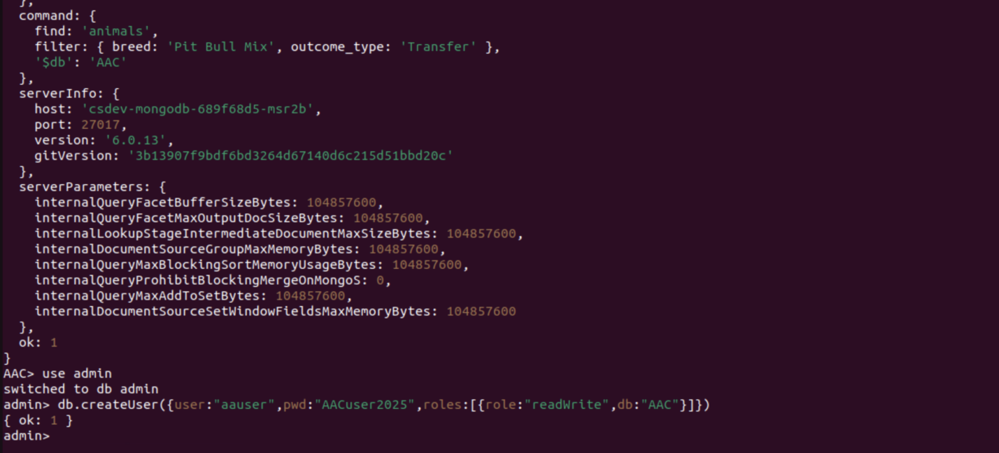 },
command: {
find: 'animals',
filter: { breed: 'Pit Bull Mix', outcome_type: 'Transfer' },
'$db': 'AAC'
},
serverInfo: {
host: 'csdev-mongodb-689f68d5-msr2b',
port: 27017,
version: '6.0.13',
gitVersion: '3b13907f9bdf6bd3264d67140d6c215d51bbd20c'
},
serverParameters: {
internalQueryFacetBufferSizeBytes: 104857600,
internalQueryFacetMaxOutputDocSizeBytes: 104857600,
internalLookupStageIntermediateDocumentMaxSizeBytes: 104857600,
internalDocumentSourceGroupMaxMemoryBytes: 104857600,
internalQueryMaxBlockingSortMemoryUsageBytes: 104857600,
internalQueryProhibitBlockingMergeOnMongoS: 0,
internalQueryMaxAddToSetBytes: 104857600,
internalDocumentSourceSetWindowFieldsMaxMemoryBytes: 104857600
},
ok: 1
}
AAC> use admin
switched to db admin
admin> db.createUser({user:"aauser",pwd:"AACuser2025",roles:[{role:"readWrite",db:"AAC"}]})
{ ok: 1 }
admin>